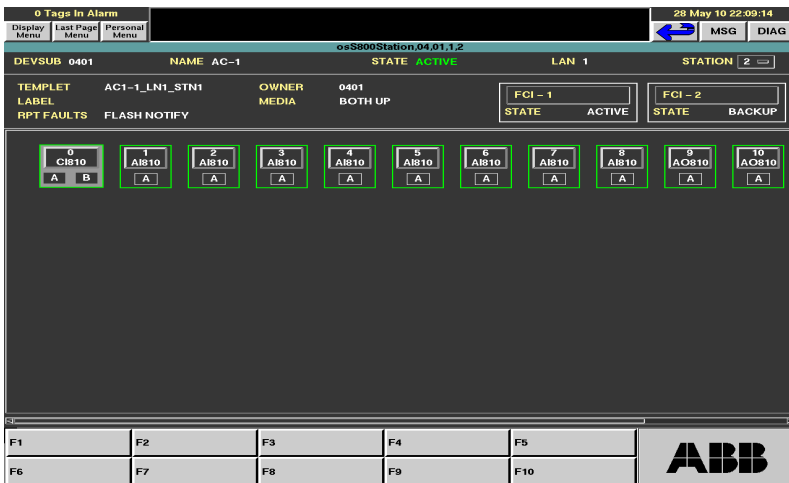 0 Tags In Alarm
28 May 10 22:09:14
Display Menu
Last Page Menu
Personal Menu
MSG
DIAG
osS800Station,04,01,1,2
DEVSUB 0401 NAME AC-1 STATE ACTIVE LAN 1 STATION 2
TEMPLET AC1-1_LN1_STN1 OWNER 0401
LABEL MEDIA BOTH UP
RPT FAULTS FLASH NOTIFY
FCI - 1
STATE ACTIVE
FCI - 2
STATE BACKUP
0 1 2 3 4 5 6 7 8 9 10
CI810 AI810 AI810 AI810 AI810 AI810 AI810 AI810 AI810 AO810 AO810
A B A A A A A A A A A A
F1 F2 F3 F4 F5
F6 F7 F8 F9 F10
ABB